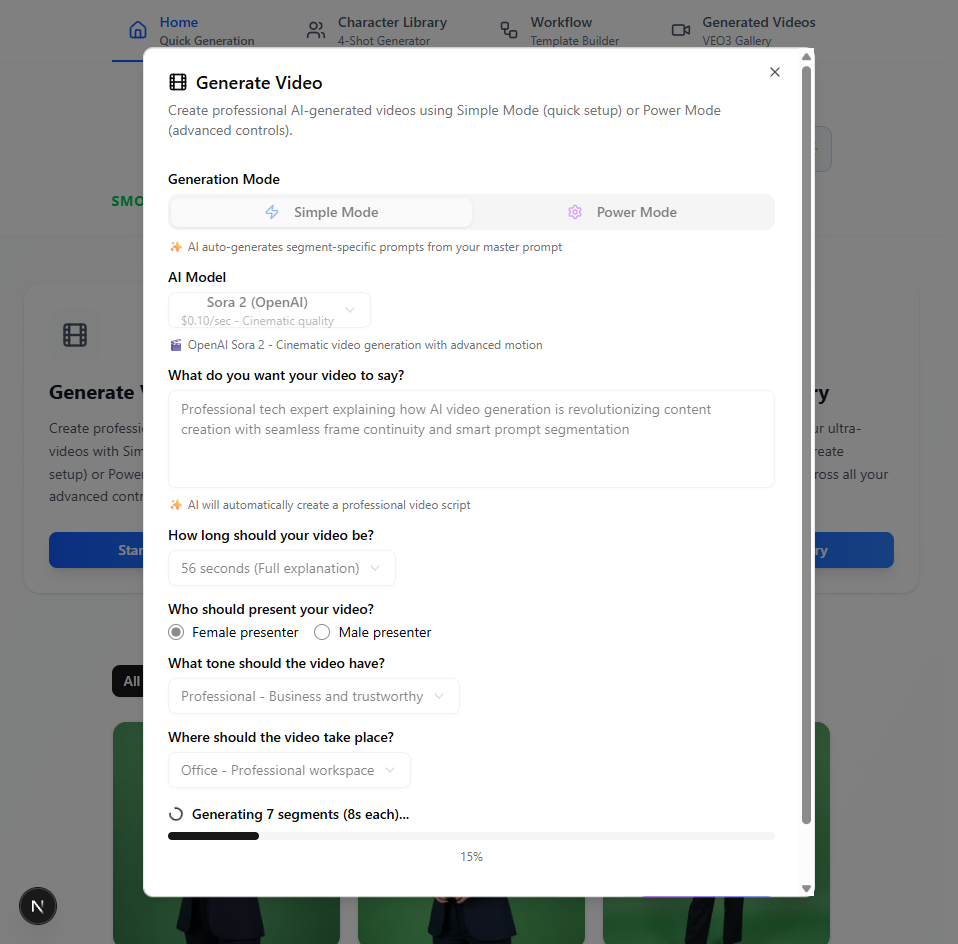 Home
Quick Generation
Character Library
4-Shot Generator
Workflow
Template Builder
Generated Videos
VEO3 Gallery
Generate Video
Create professional AI-generated videos using Simple Mode (quick setup) or Power Mode
(advanced controls).
SMO
Generation Mode
Simple Mode
Power Mode
AI auto-generates segment-specific prompts from your master prompt
AI Model
Sora 2 (OpenAI)
$0.10/sec - Cinematic quality
OpenAI Sora 2 - Cinematic video generation with advanced motion
What do you want your video to say?
Professional tech expert explaining how AI video generation is revolutionizing content
creation with seamless frame continuity and smart prompt segmentation
AI will automatically create a professional video script
How long should your video be?
56 seconds (Full explanation)
Who should present your video?
Female presenter
Male presenter
What tone should the video have?
Professional - Business and trustworthy
Where should the video take place?
Office - Professional workspace
Generating 7 segments (8s each)...
15%
Generate
Create professi
videos with Sim
setup) or Powe
advanced contr
Star
ry
ur ultra-
reate
ross all your
ry
All
N